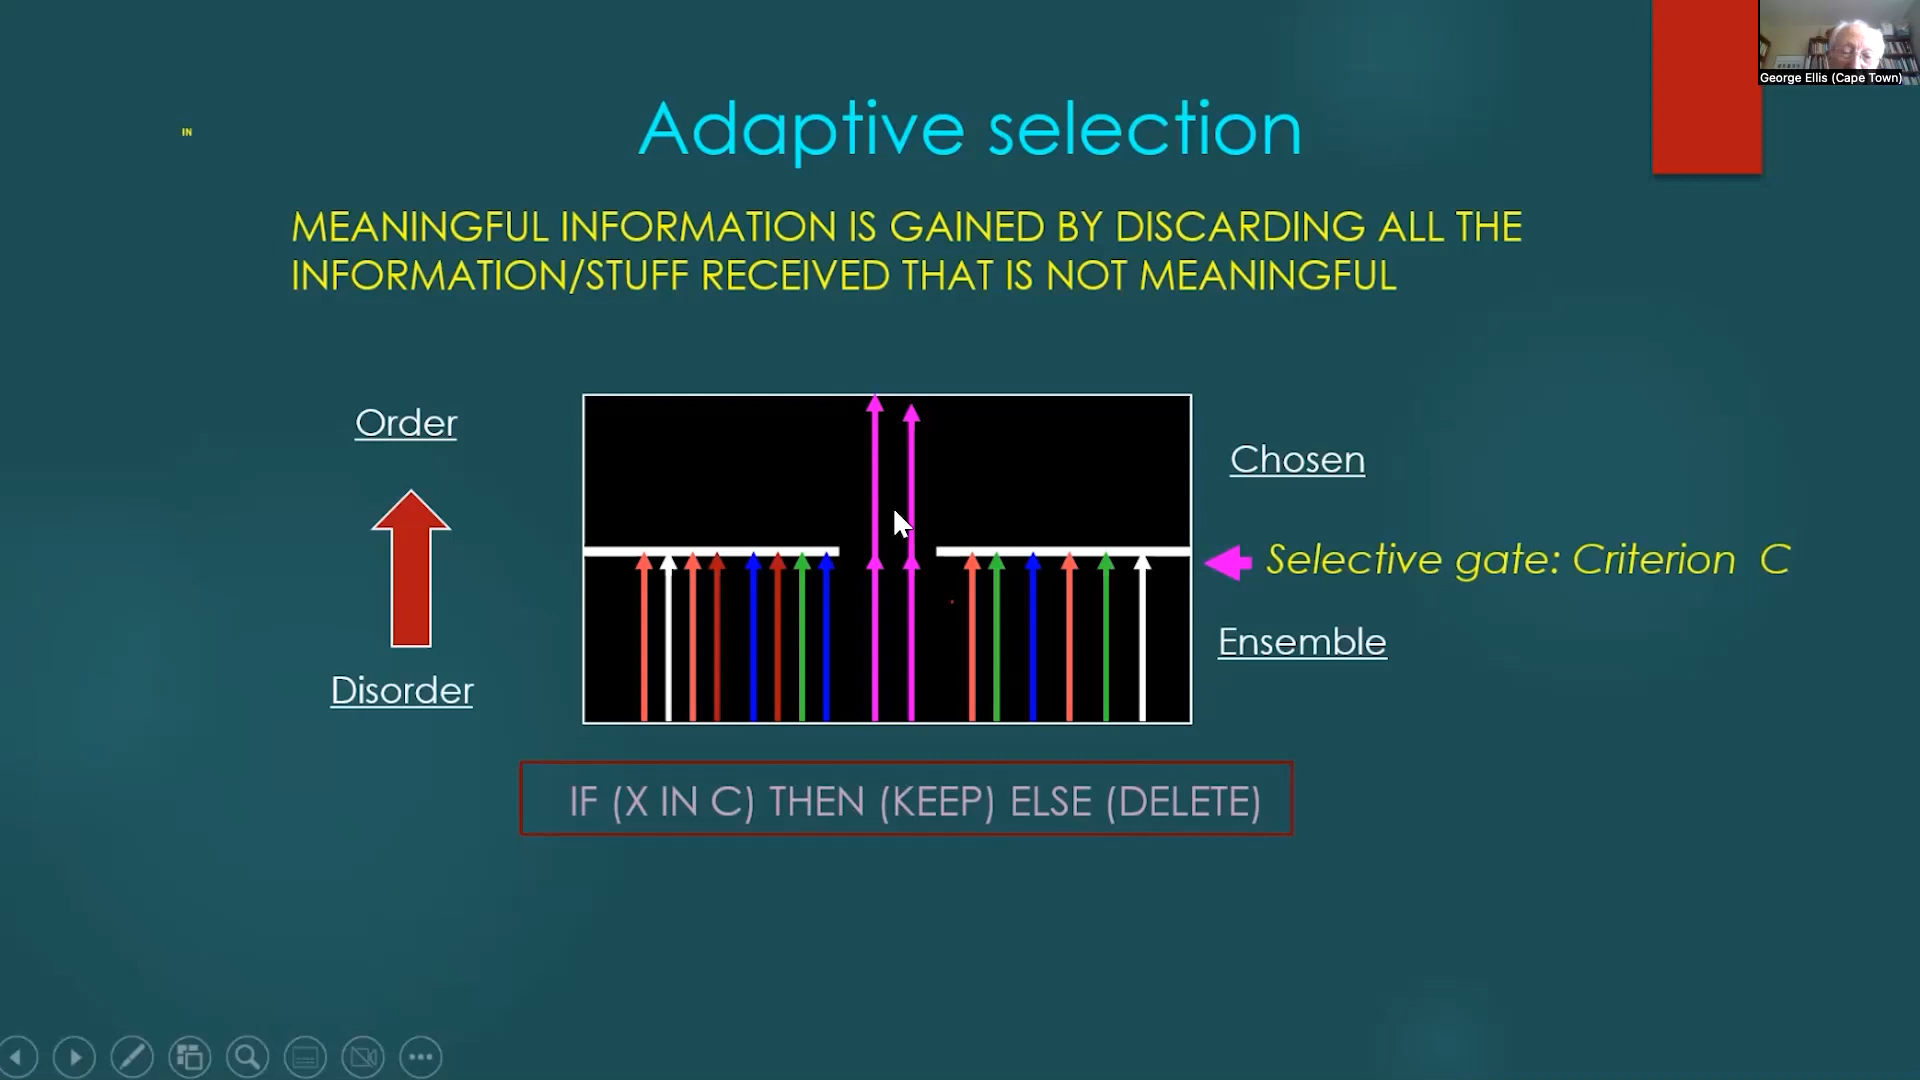 George Ellis (Cape Town)
IN
Adaptive selection
MEANINGFUL INFORMATION IS GAINED BY DISCARDING ALL THE
INFORMATION/STUFF RECEIVED THAT IS NOT MEANINGFUL
Order
Chosen
Selective gate: Criterion C
Ensemble
Disorder
IF (X IN C) THEN (KEEP) ELSE (DELETE)